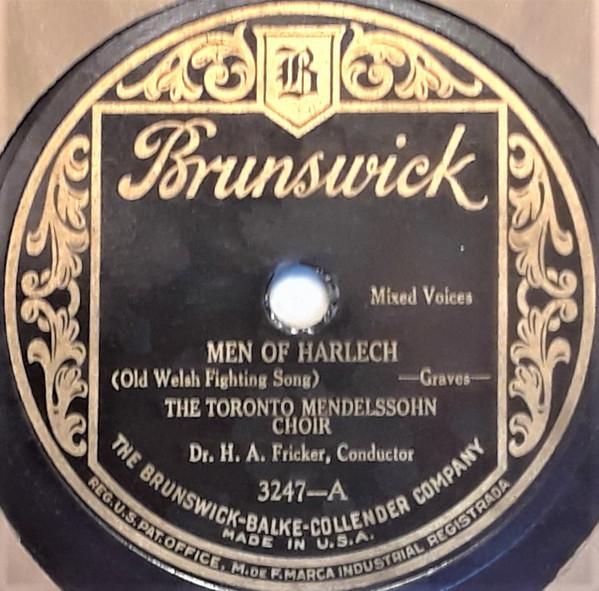 B
Brunswick
Mixed Voices
MEN OF HARLECH
(Old Welsh Fighting Song) —Graves—
THE TORONTO MENDELSSOHN
CHOIR
Dr. H. A. Fricker, Conductor
3247—A
THE BRUNSWICK-BALKE-COLLENDER COMPANY
MADE IN U.S.A.
REG. U.S. PAT. OFFICE, M. DE F. MARCA INDUSTRIAL REGISTRADA